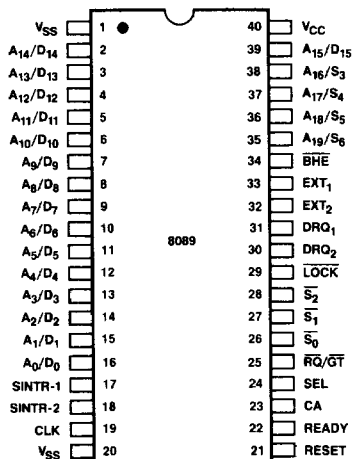 VSS 1 40 VCC
A14/D14 2 39 A15/D15
A13/D13 3 38 A16/S3
A12/D12 4 37 A17/S4
A11/D11 5 36 A18/S5
A10/D10 6 35 A19/S6
A9/D9 7 34 BHE
A8/D8 8 33 EXT1
A7/D7 9 32 EXT2
A6/D6 10 31 DRQ1
8089
A5/D5 11 30 DRQ2
A4/D4 12 29 LOCK
A3/D3 13 28 S2
A2/D2 14 27 S1
A1/D1 15 26 S0
A0/D0 16 25 RQ/GT
SINTR-1 17 24 SEL
SINTR-2 18 23 CA
CLK 19 22 READY
VSS 20 21 RESET